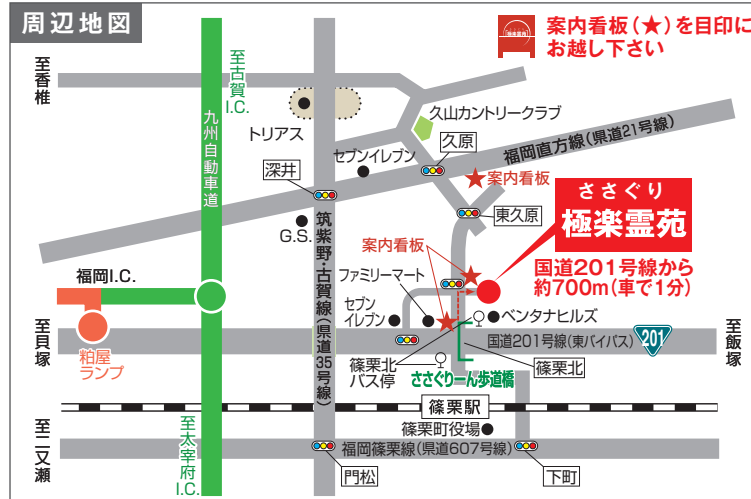 周辺地図
案内看板(★)を目印に
お越し下さい
至香椎
至古賀
I.C.
九州自動車道
トリアス
久山カントリークラブ
福岡直方線(県道21号線)
セブンイレブン
久原
深井
案内看板
東久原
ささぐり
極楽霊苑
G.S.
筑紫野・古賀線(県道35号線)
案内看板
国道201号線から
約700m(車で1分)
福岡I.C.
ファミリーマート
セブン
イレブン
ベンタナヒルズ
至貝塚
粕屋
ランプ
国道201号線(東バイパス)
201
至飯塚
篠栗北
バス停
篠栗北
ささぐりーん歩道橋
篠栗駅
至二又瀬
至太宰府
I.C.
篠栗町役場
福岡篠栗線(県道607号線)
門松
下町